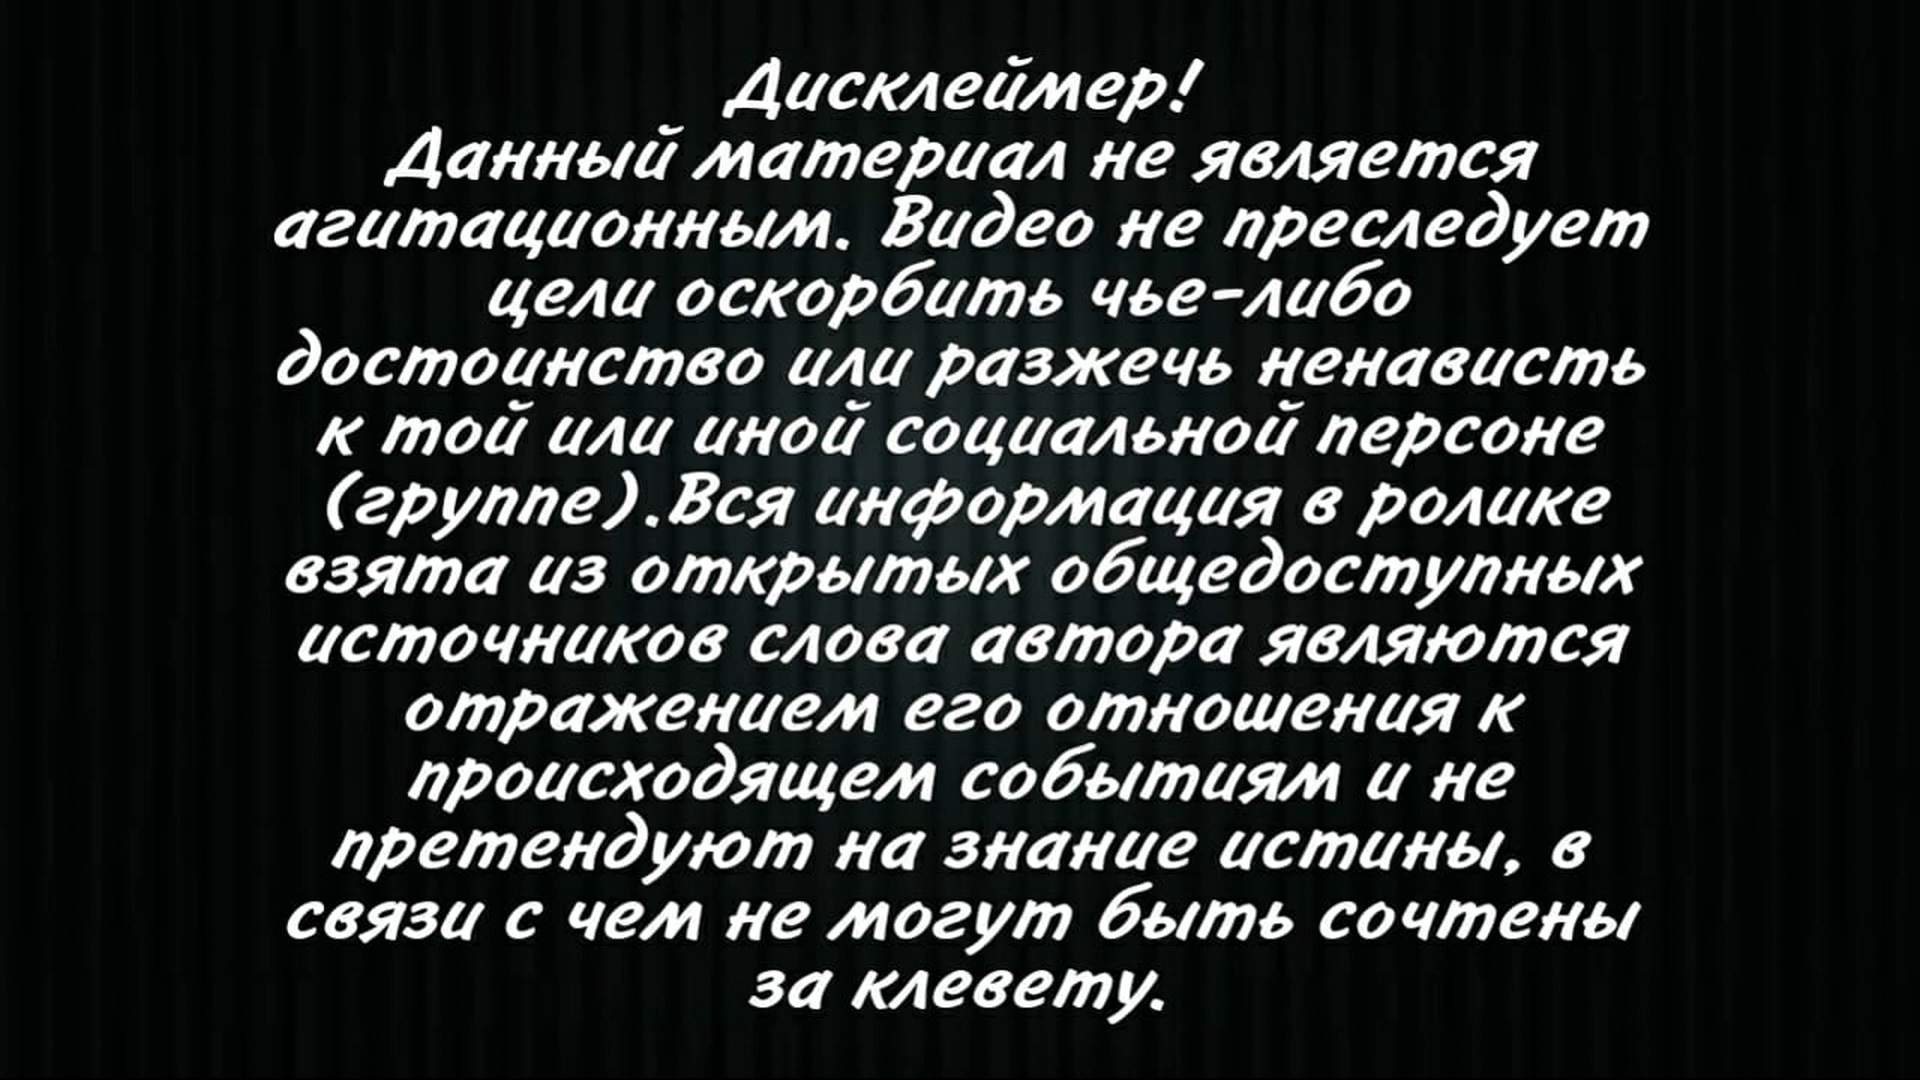 Дисклеймер!
Данный материал не является
агитационным. Видео не преследует
цели оскорбить чье-либо
достоинство или разжечь ненависть
к той или иной социальной персоне
(группе).Вся информация в ролике
взята из открытых общедоступных
источников слова автора являются
отражением его отношения к
происходящем событиям и не
претендуют на знание истины, в
связи с чем не могут быть сочтены
за клевету.